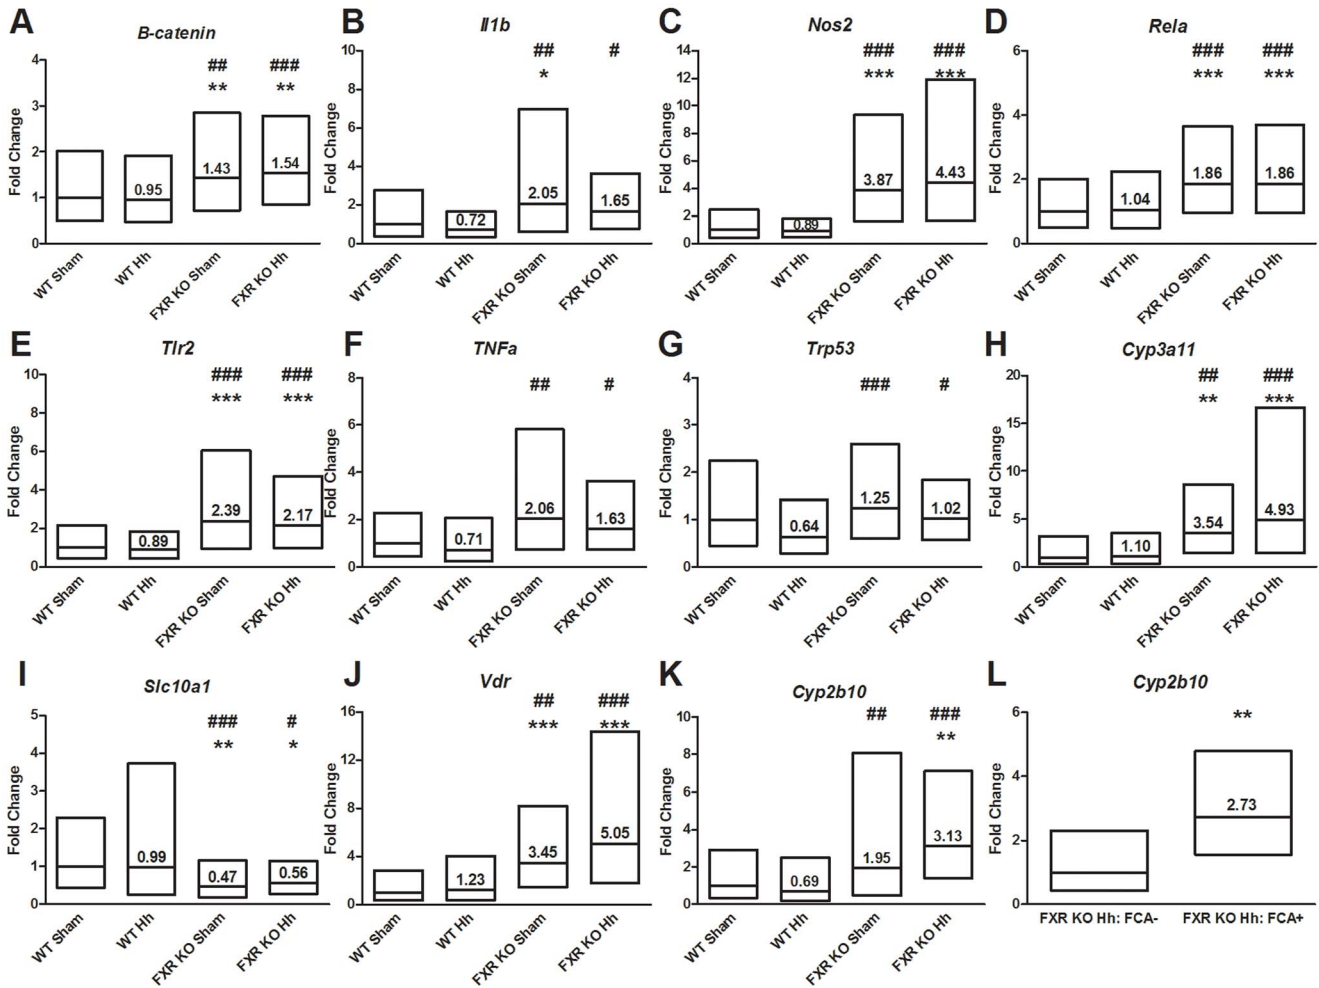 A B-catenin
Fold Change
4
3
2
1
0
## ###
** **
0.95 1.43 1.54
WT Sham WT Hh FXR KO Sham FXR KO Hh
B Il1b
Fold Change
10
8
6
4
2
0
## #
*
0.72 2.05 1.65
WT Sham WT Hh FXR KO Sham FXR KO Hh
C Nos2
Fold Change
14
12
10
8
6
4
2
0
### ###
*** ***
0.89 3.87 4.43
WT Sham WT Hh FXR KO Sham FXR KO Hh
D Rela
Fold Change
6
4
2
0
### ###
*** ***
1.04 1.86 1.86
WT Sham WT Hh FXR KO Sham FXR KO Hh
E Tlr2
Fold Change
10
8
6
4
2
0
### ###
*** ***
0.89 2.39 2.17
WT Sham WT Hh FXR KO Sham FXR KO Hh
F TNFa
Fold Change
8
6
4
2
0
## #
0.71 2.06 1.63
WT Sham WT Hh FXR KO Sham FXR KO Hh
G Trp53
Fold Change
4
3
2
1
0
### #
0.64 1.25 1.02
WT Sham WT Hh FXR KO Sham FXR KO Hh
H Cyp3a11
Fold Change
20
15
10
5
0
## ###
** ***
1.10 3.54 4.93
WT Sham WT Hh FXR KO Sham FXR KO Hh
I Slc10a1
Fold Change
5
4
3
2
1
0
### #
** *
0.99 0.47 0.56
WT Sham WT Hh FXR KO Sham FXR KO Hh
J Vdr
Fold Change
16
12
8
4
0
## ###
*** ***
1.23 3.45 5.05
WT Sham WT Hh FXR KO Sham FXR KO Hh
K Cyp2b10
Fold Change
10
8
6
4
2
0
## ###
**
0.69 1.95 3.13
WT Sham WT Hh FXR KO Sham FXR KO Hh
L Cyp2b10
Fold Change
6
4
2
0
**
2.73
FXR KO Hh: FCA- FXR KO Hh: FCA+